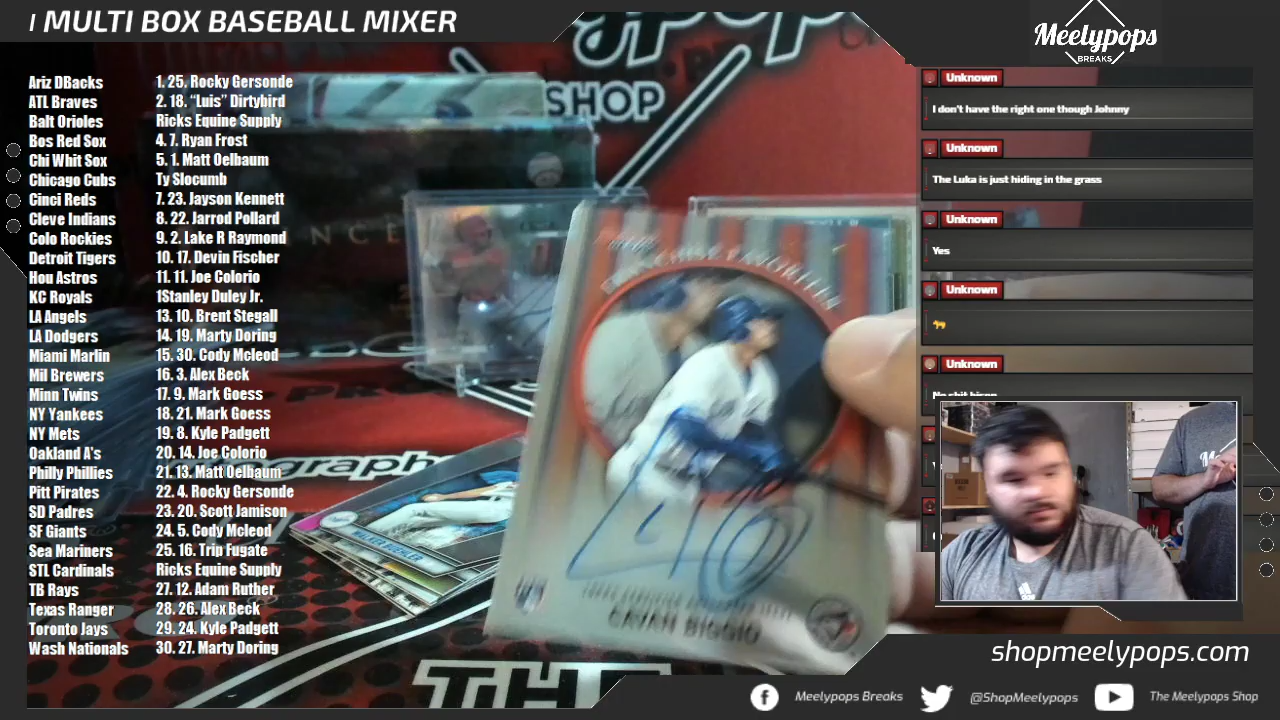 MULTI BOX BASEBALL MIXER
Meelypops
BREAKS
Ariz DBacks 1. 25. Rocky Gersonde
ATL Braves 2. 18. “Luis” Dirtybird
Balt Orioles Ricks Equine Supply
Bos Red Sox 4. 7. Ryan Frost
Chi Whit Sox 5. 1. Matt Oelbaum
Chicago Cubs Ty Slocumb
Cinci Reds 7. 23. Jayson Kennett
Cleve Indians 8. 22. Jarrod Pollard
Colo Rockies 9. 2. Lake R Raymond
Detroit Tigers 10. 17. Devin Fischer
Hou Astros 11. 11. Joe Colorio
KC Royals 1Stanley Duley Jr.
LA Angels 13. 10. Brent Stegall
LA Dodgers 14. 19. Marty Doring
Miami Marlin 15. 30. Cody Mcleod
Mil Brewers 16. 3. Alex Beck
Minn Twins 17. 9. Mark Goess
NY Yankees 18. 21. Mark Goess
NY Mets 19. 8. Kyle Padgett
Oakland A's 20. 14. Joe Colorio
Philly Phillies 21. 13. Matt Oelbaum
Pitt Pirates 22. 4. Rocky Gersonde
SD Padres 23. 20. Scott Jamison
SF Giants 24. 5. Cody Mcleod
Sea Mariners 25. 16. Trip Fugate
STL Cardinals Ricks Equine Supply
TB Rays 27. 12. Adam Ruther
Texas Ranger 28. 26. Alex Beck
Toronto Jays 29. 24. Kyle Padgett
Wash Nationals 30. 27. Marty Doring
SHOP
FRANCHISE FAVORITES
WALKER BUEHLER
CAVAN BIGGIO
Unknown
I don't have the right one though Johnny
Unknown
The Luka is just hiding in the grass
Unknown
Yes
Unknown
Unknown
No shit bison
shopmeelypops.com
Meelypops Breaks
@ShopMeelypops
The Meelypops Shop